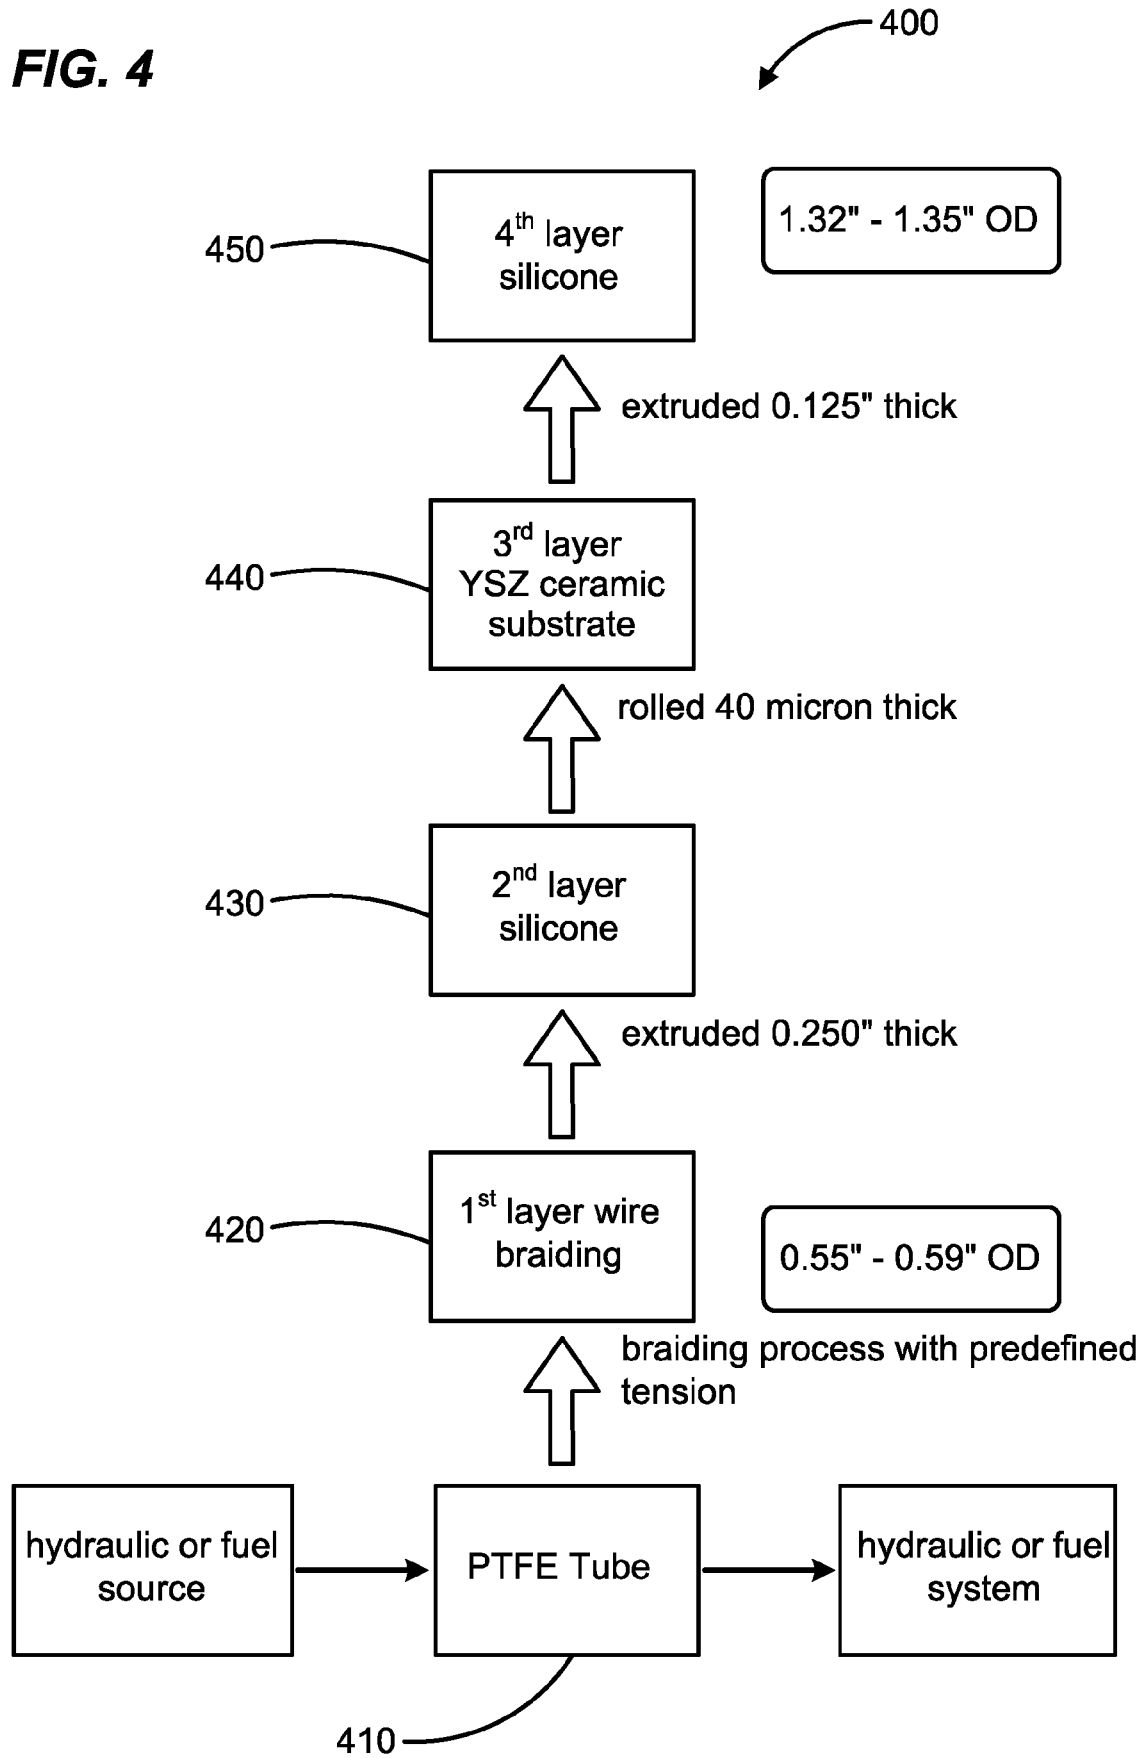 FIG. 4
400
4th layer
silicone
1.32" - 1.35" OD
450
extruded 0.125" thick
3rd layer
YSZ ceramic
substrate
440
rolled 40 micron thick
2nd layer
silicone
430
extruded 0.250" thick
1st layer wire
braiding
420
0.55" - 0.59" OD
braiding process with predefined
tension
hydraulic or fuel
source
PTFE Tube
hydraulic or fuel
system
410